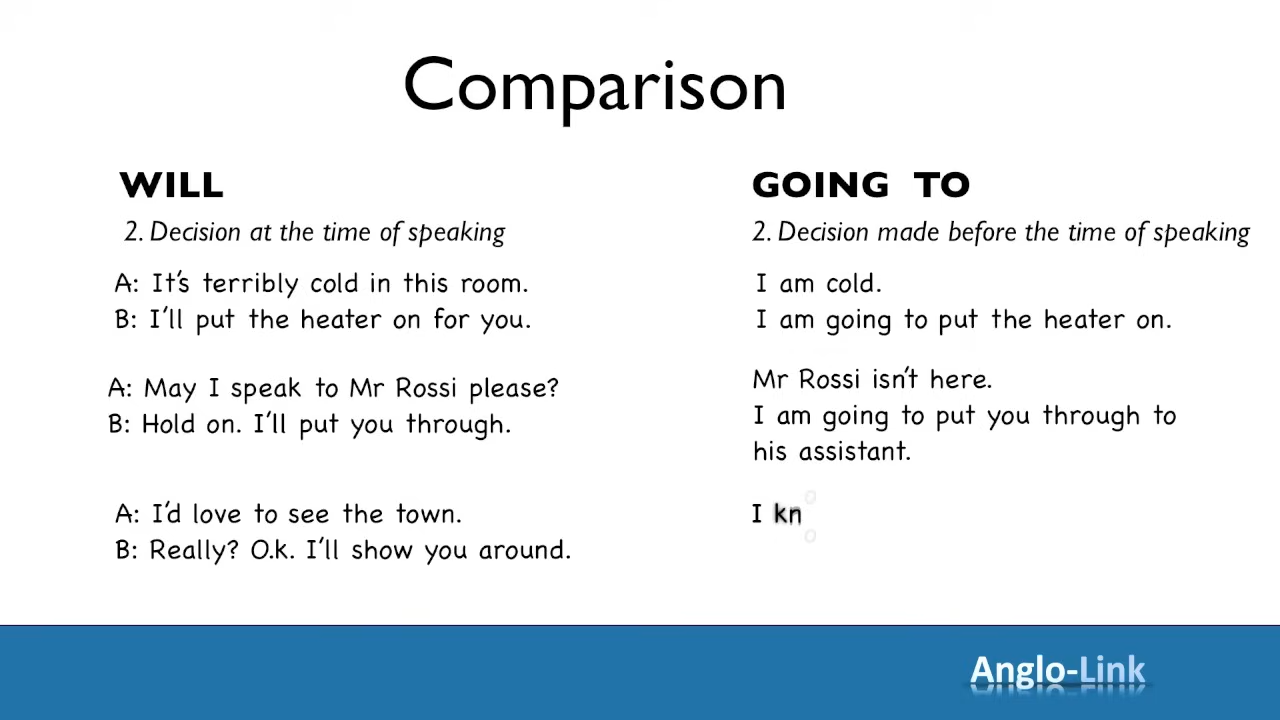 Comparison
WILL
2. Decision at the time of speaking
A: It's terribly cold in this room.
B: I'll put the heater on for you.
A: May I speak to Mr Rossi please?
B: Hold on. I'll put you through.
A: I'd love to see the town.
B: Really? O.k. I'll show you around.
GOING TO
2. Decision made before the time of speaking
I am cold.
I am going to put the heater on.
Mr Rossi isn't here.
I am going to put you through to
his assistant.
I kn
Anglo-Link